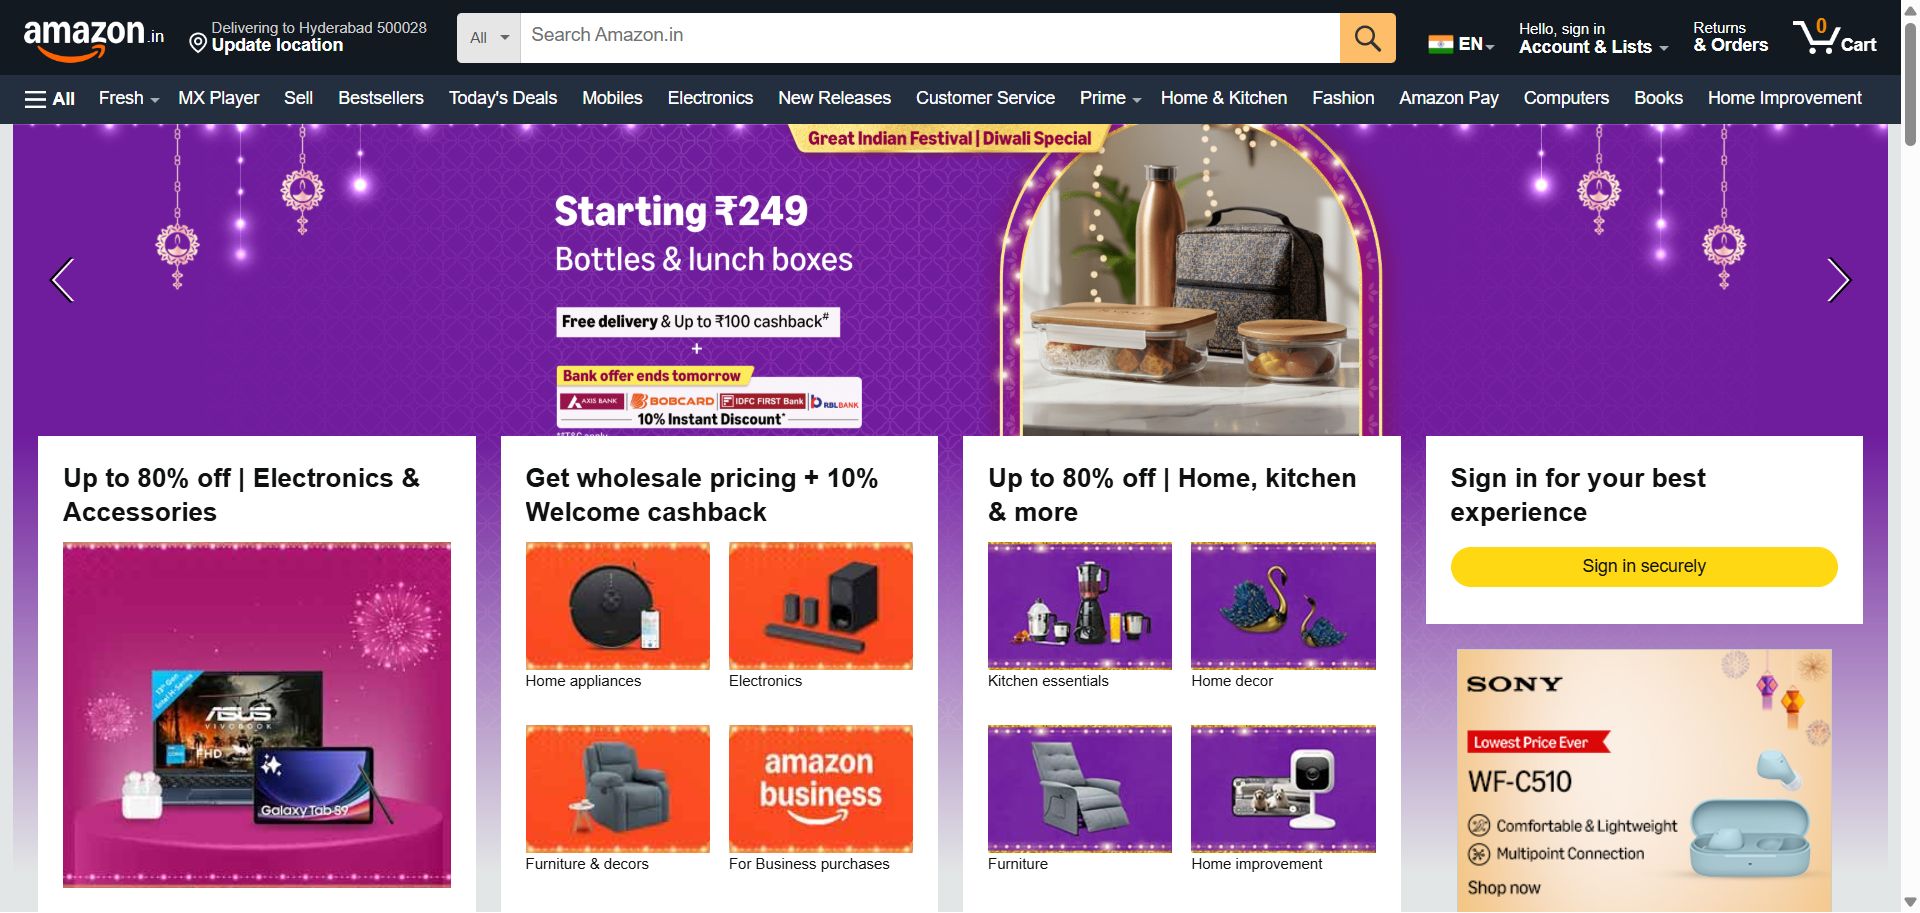 amazon.in
Delivering to Hyderabad 500028
Update location
All
Search Amazon.in
EN
Hello, sign in
Account & Lists
Returns
& Orders
0
Cart
All
Fresh
MX Player
Sell
Bestsellers
Today's Deals
Mobiles
Electronics
New Releases
Customer Service
Prime
Home & Kitchen
Fashion
Amazon Pay
Computers
Books
Home Improvement
Great Indian Festival | Diwali Special
Starting ₹249
Bottles & lunch boxes
Free delivery & Up to ₹100 cashback#
+
Bank offer ends tomorrow
AXIS BANK | BOBCARD | IDFC FIRST Bank | RBLBANK
10% Instant Discount*
Up to 80% off | Electronics &
Accessories
13th Gen
Intel H-Series
ASUS
VIVOBOOK
FHD
Galaxy Tab S9
Get wholesale pricing + 10%
Welcome cashback
Home appliances
Electronics
amazon
business
Furniture & decors
For Business purchases
Up to 80% off | Home, kitchen
& more
Kitchen essentials
Home decor
Furniture
Home improvement
Sign in for your best
experience
Sign in securely
SONY
Lowest Price Ever
WF-C510
Comfortable & Lightweight
Multipoint Connection
Shop now